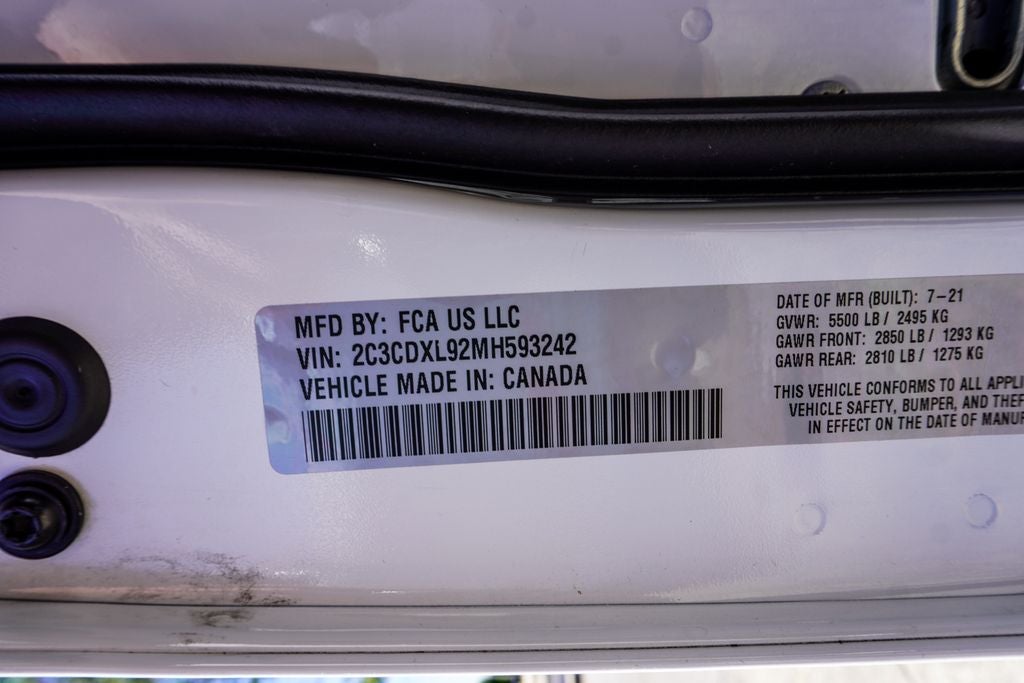 MFD BY: FCA US LLC
VIN: 2C3CDXL92MH593242
VEHICLE MADE IN: CANADA
DATE OF MFR (BUILT): 7-21
GVWR: 5500 LB / 2495 KG
GAWR FRONT: 2850 LB / 1293 KG
GAWR REAR: 2810 LB / 1275 KG
THIS VEHICLE CONFORMS TO ALL APPLI
VEHICLE SAFETY, BUMPER, AND THEF
IN EFFECT ON THE DATE OF MANU